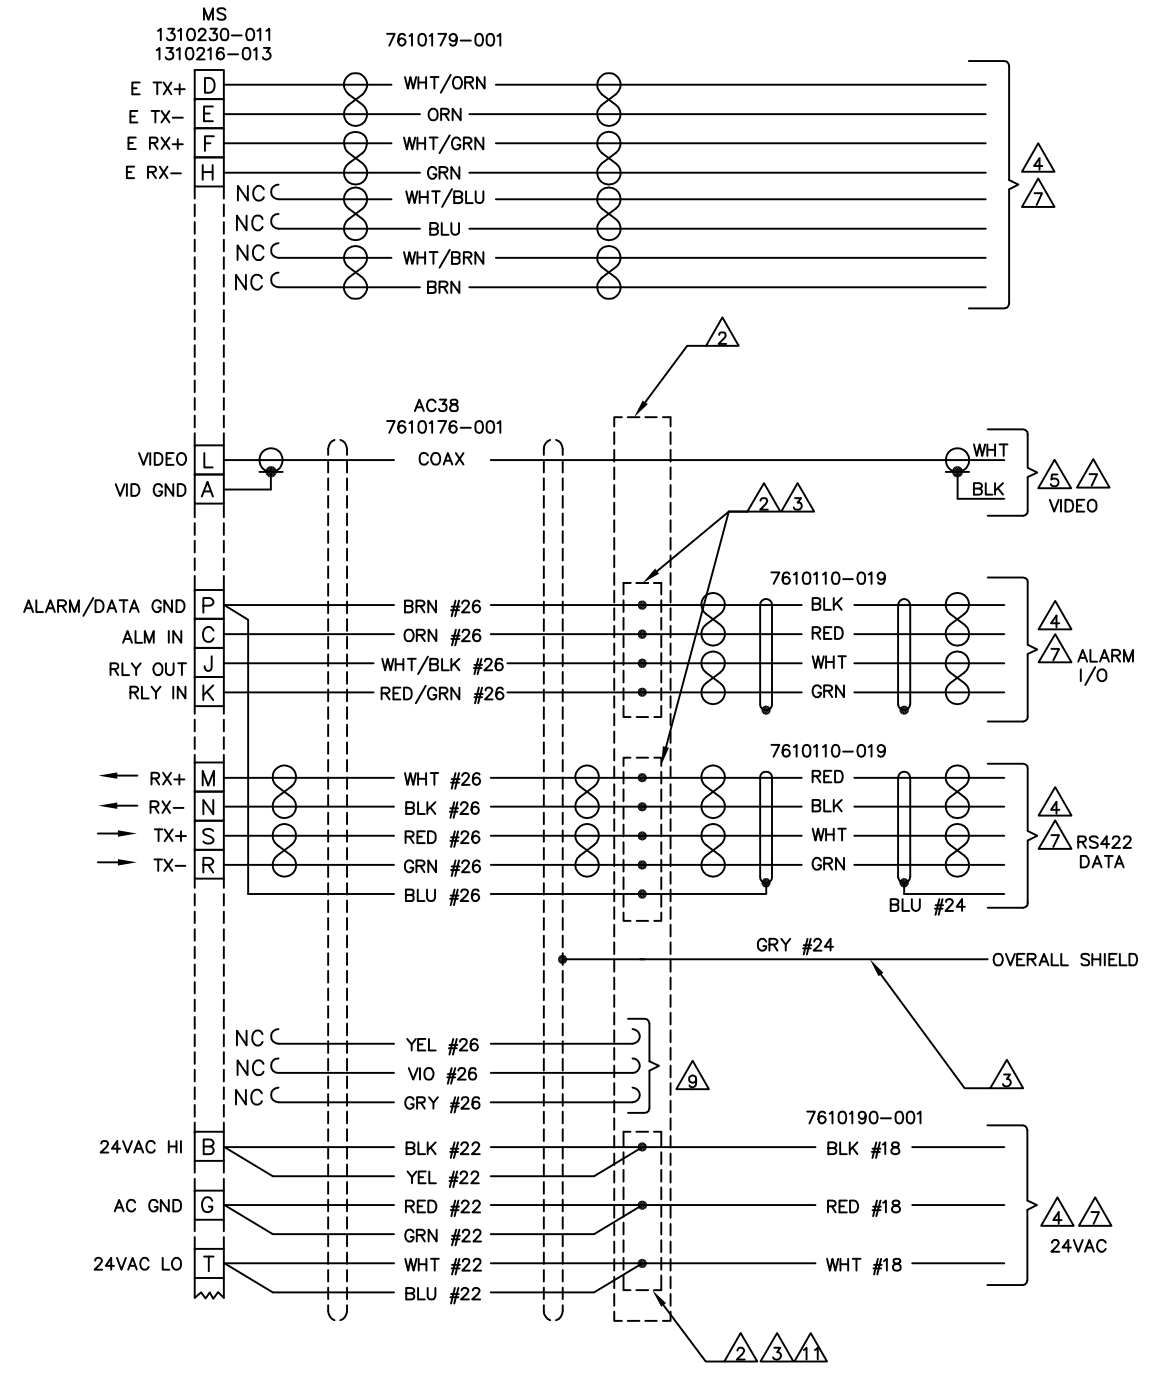 MS
1310230-011
1310216-013
7610179-001
E TX+ D WHT/ORN
E TX- E ORN
E RX+ F WHT/GRN
E RX- H GRN
NC WHT/BLU
NC BLU
NC WHT/BRN
NC BRN
4
7
2
AC38
7610176-001
VIDEO L COAX WHT
VID GND A BLK
5 7
VIDEO
2 3
7610110-019
ALARM/DATA GND P BRN #26 BLK
ALM IN C ORN #26 RED
RLY OUT J WHT/BLK #26 WHT
RLY IN K RED/GRN #26 GRN
4
7 ALARM
I/O
7610110-019
RX+ M WHT #26 RED
RX- N BLK #26 BLK
TX+ S RED #26 WHT
TX- R GRN #26 GRN
BLU #26
BLU #24
4
7 RS422
DATA
GRY #24
OVERALL SHIELD
NC YEL #26
NC VIO #26
NC GRY #26
9
3
7610190-001
24VAC HI B BLK #22 BLK #18
YEL #22
AC GND G RED #22 RED #18
GRN #22
24VAC LO T WHT #22 WHT #18
BLU #22
4 7
24VAC
2 3 11